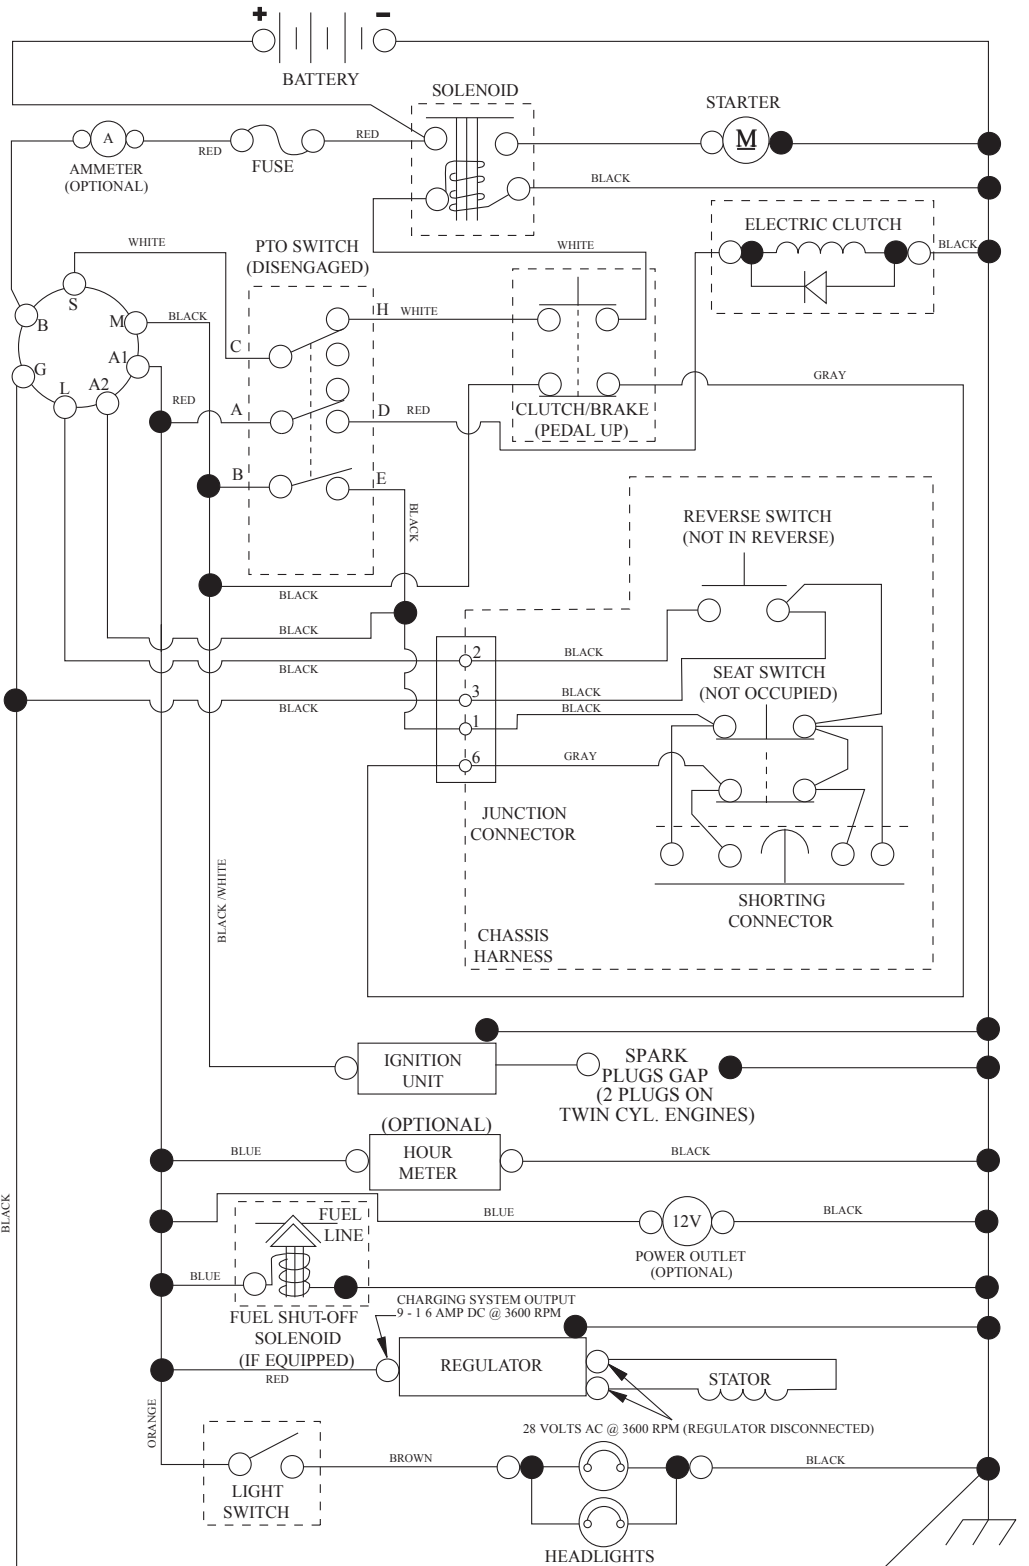 + −
BATTERY
SOLENOID
STARTER
A
AMMETER
(OPTIONAL)
RED
FUSE
RED
M
BLACK
ELECTRIC CLUTCH
BLACK
WHITE
PTO SWITCH
(DISENGAGED)
WHITE
S
B
M
BLACK
H
WHITE
C
G
A1
L
A2
RED
A
D
RED
GRAY
CLUTCH/BRAKE
(PEDAL UP)
B
E
BLACK
REVERSE SWITCH
(NOT IN REVERSE)
BLACK
BLACK
BLACK
2
BLACK
SEAT SWITCH
(NOT OCCUPIED)
3
BLACK
BLACK
BLACK
1
6
GRAY
JUNCTION
CONNECTOR
BLACK /WHITE
SHORTING
CONNECTOR
CHASSIS
HARNESS
IGNITION
UNIT
SPARK
PLUGS GAP
(2 PLUGS ON
TWIN CYL. ENGINES)
(OPTIONAL)
HOUR
METER
BLUE
BLACK
BLACK
FUEL
LINE
BLUE
12V
BLACK
POWER OUTLET
(OPTIONAL)
BLUE
FUEL SHUT-OFF
SOLENOID
(IF EQUIPPED)
CHARGING SYSTEM OUTPUT
9 - 1 6 AMP DC @ 3600 RPM
REGULATOR
RED
STATOR
28 VOLTS AC @ 3600 RPM (REGULATOR DISCONNECTED)
ORANGE
BROWN
BLACK
LIGHT
SWITCH
HEADLIGHTS